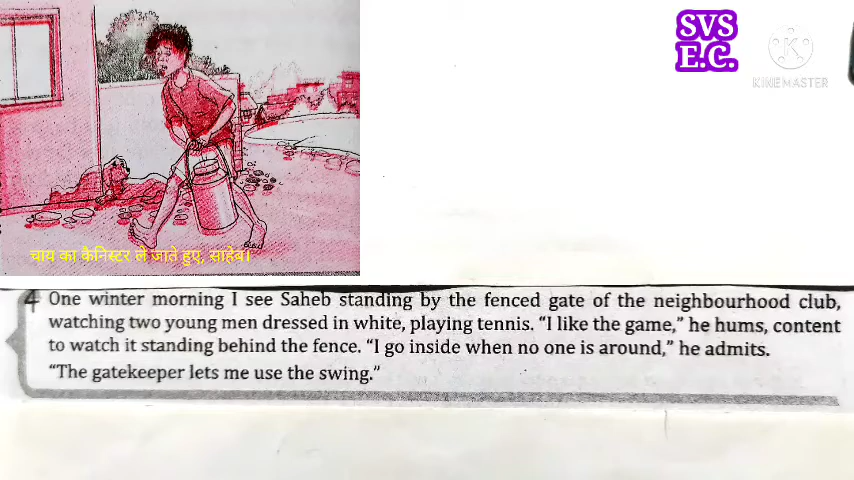 SVS
E.C.
KINEMASTER
चाय का कैनिस्टर ले जाते हुए, साहेब।
4 One winter morning I see Saheb standing by the fenced gate of the neighbourhood club,
watching two young men dressed in white, playing tennis. “I like the game,” he hums, content
to watch it standing behind the fence. “I go inside when no one is around,” he admits.
“The gatekeeper lets me use the swing.”